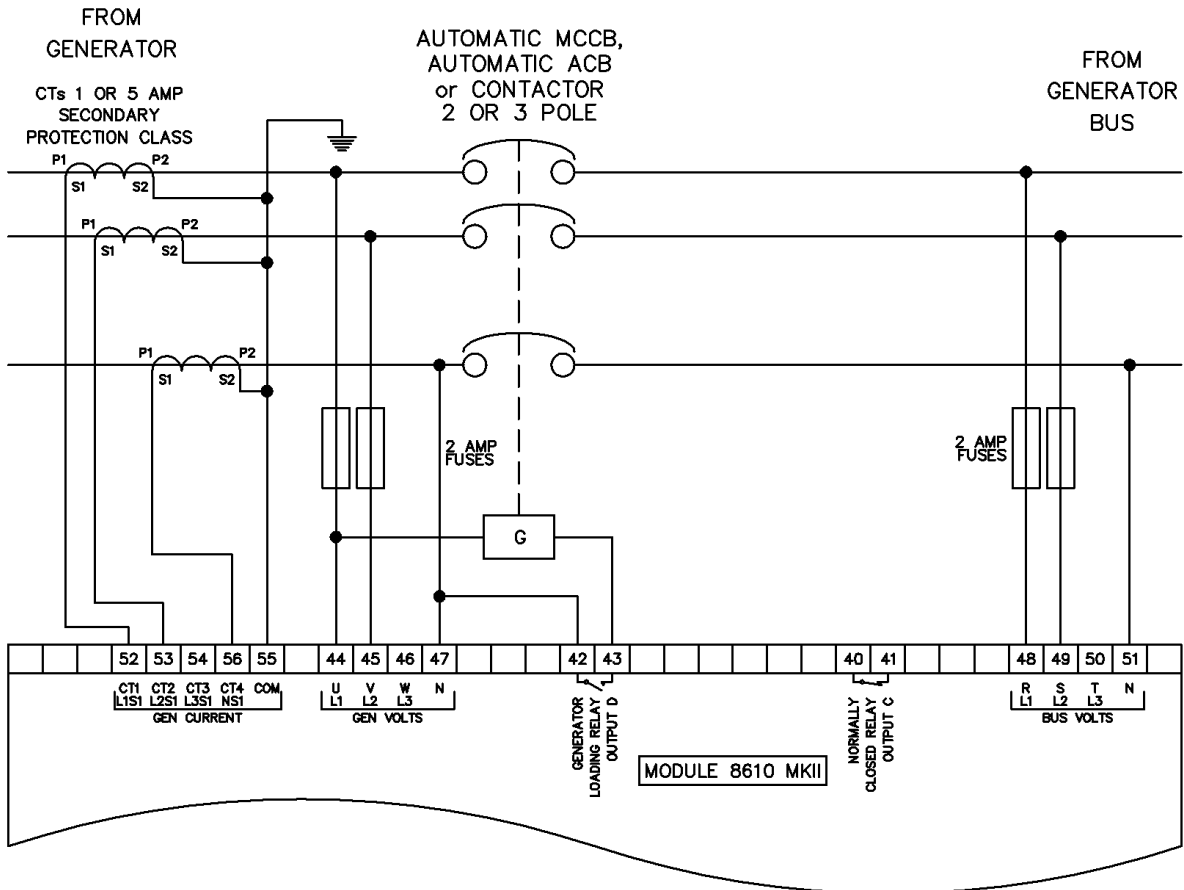 FROM
GENERATOR
CTs 1 OR 5 AMP
SECONDARY
PROTECTION CLASS
AUTOMATIC MCCB,
AUTOMATIC ACB
or CONTACTOR
2 OR 3 POLE
FROM
GENERATOR
BUS
P1 P2
S1 S2
P1 P2
S1 S2
P1 P2
S1 S2
2 AMP
FUSES
2 AMP
FUSES
G
52 53 54 56 55 44 45 46 47 42 43 40 41 48 49 50 51
CT1 CT2 CT3 CT4 COM
L1S1 L2S1 L3S1 NS1
GEN CURRENT
U V W N
L1 L2 L3
GEN VOLTS
GENERATOR
LOADING RELAY
OUTPUT D
NORMALLY
CLOSED RELAY
OUTPUT C
R S T N
L1 L2 L3
BUS VOLTS
MODULE 8610 MKII